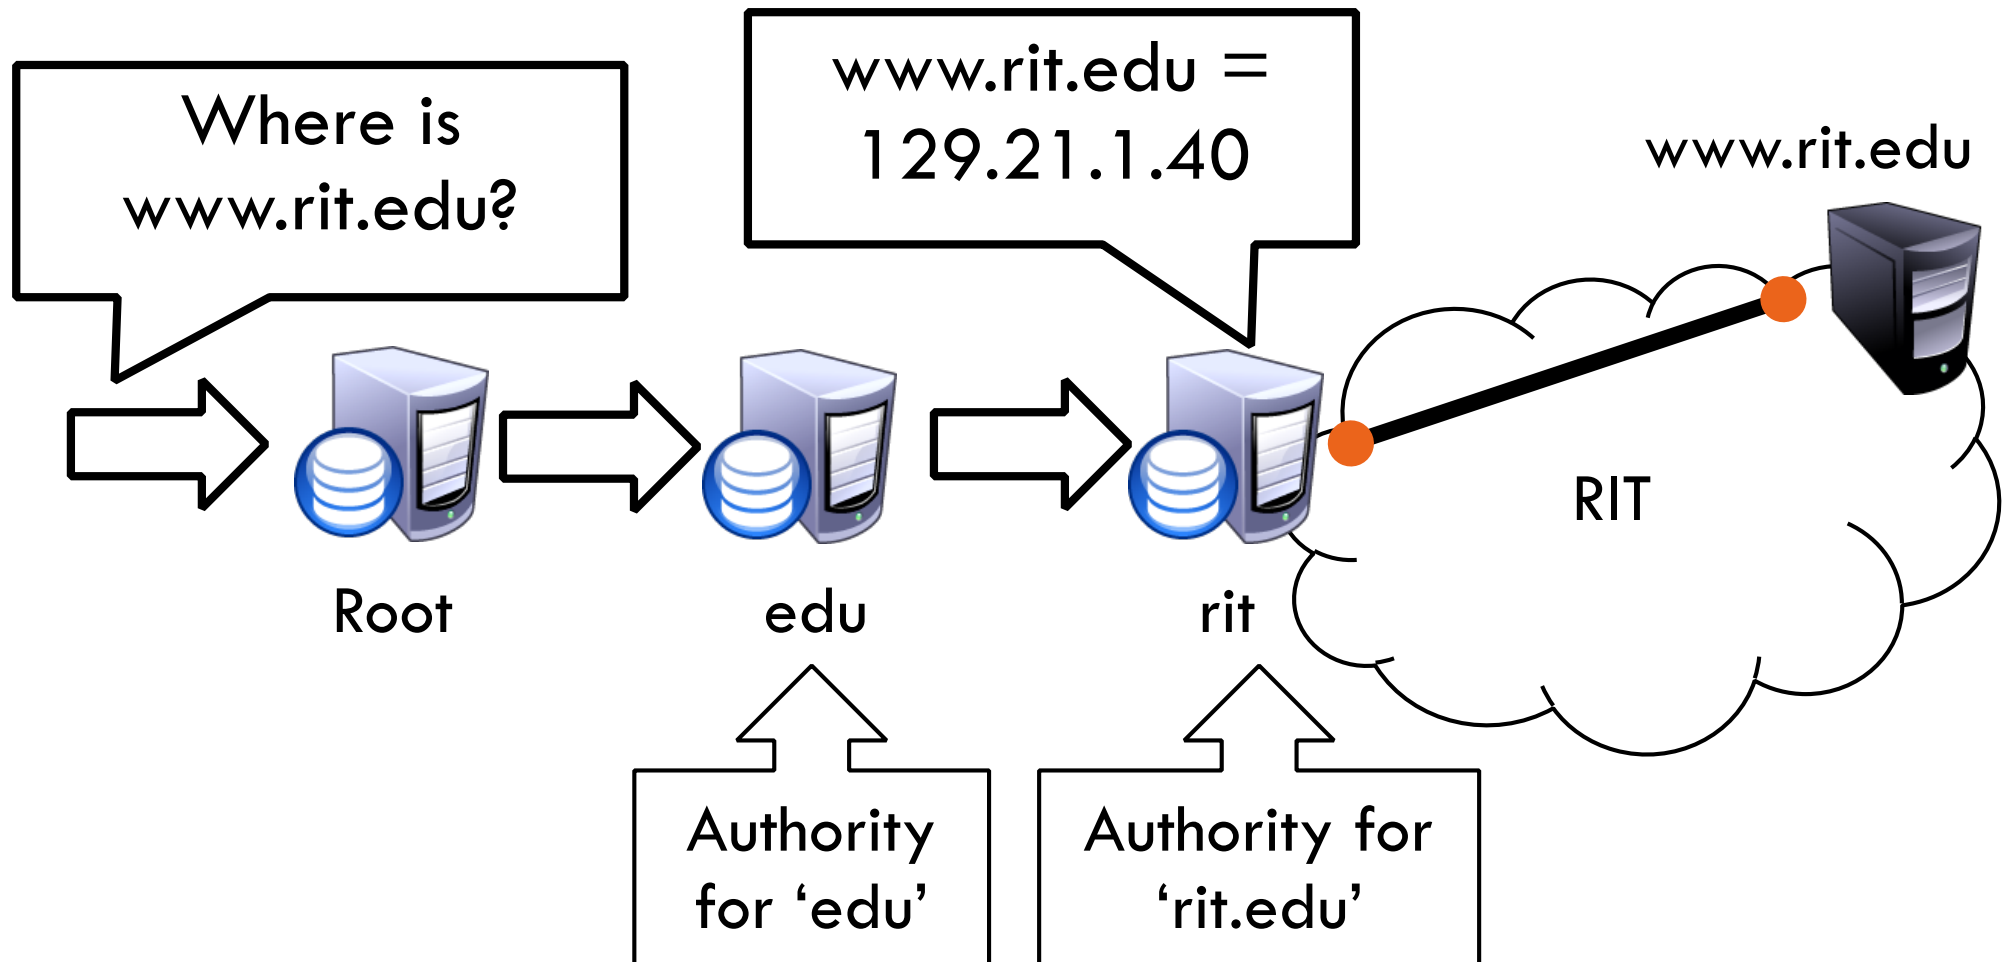 Where is
www.rit.edu?
www.rit.edu =
129.21.1.40
www.rit.edu
RIT
Root
edu
rit
Authority
for ‘edu’
Authority for
‘rit.edu’